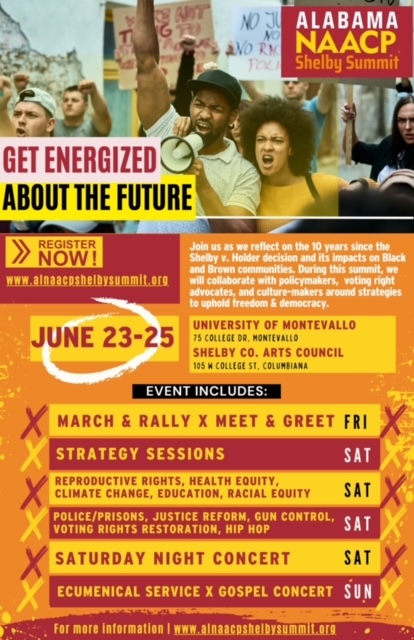 ALABAMA
NAACP
Shelby Summit
GET ENERGIZED
ABOUT THE FUTURE
REGISTER
NOW!
www.alnaacpshelbysummit.org
Join us as we reflect on the 10 years since the
Shelby v. Holder decision and its impacts on Black
and Brown communities. During this summit, we
will collaborate with policymakers, voting right
advocates, and culture-makers around strategies
to uphold freedom & democracy.
JUNE 23-25
UNIVERSITY OF MONTEVALLO
75 COLLEGE DR, MONTEVALLO
SHELBY CO. ARTS COUNCIL
105 W COLLEGE ST, COLUMBIANA
EVENT INCLUDES:
MARCH & RALLY X MEET & GREET FRI
STRATEGY SESSIONS SAT
REPRODUCTIVE RIGHTS, HEALTH EQUITY,
CLIMATE CHANGE, EDUCATION, RACIAL EQUITY SAT
POLICE/PRISONS, JUSTICE REFORM, GUN CONTROL,
VOTING RIGHTS RESTORATION, HIP HOP SAT
SATURDAY NIGHT CONCERT SAT
ECUMENICAL SERVICE X GOSPEL CONCERT SUN
For more information | www.alnaacpshelbysummit.org